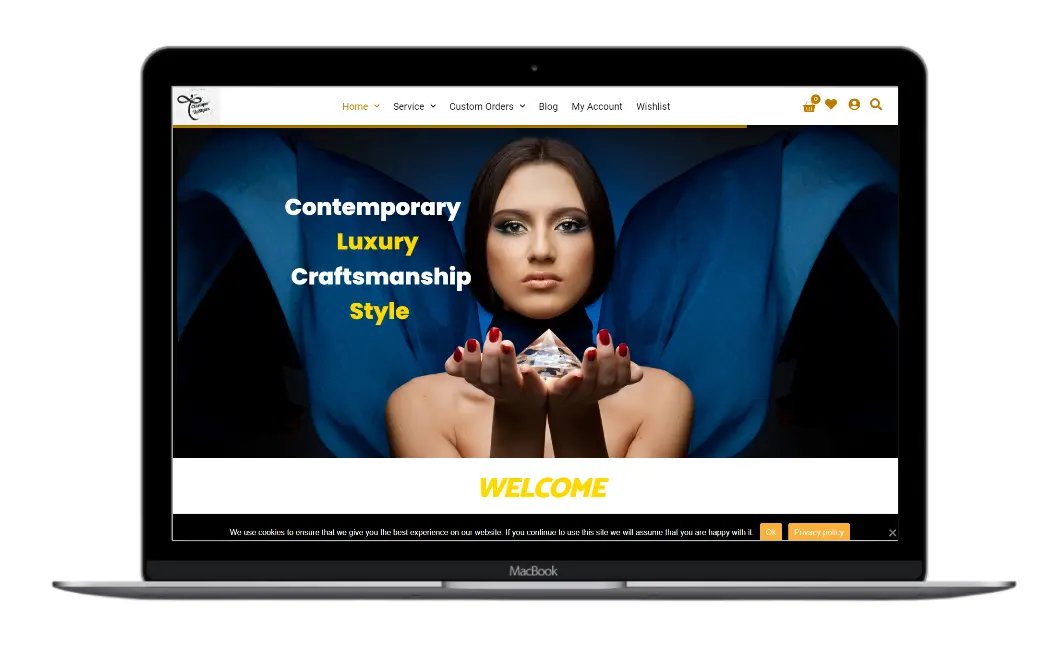 Home Service Custom Orders Blog My Account Wishlist
0
Contemporary
Luxury
Craftsmanship
Style
WELCOME
We use cookies to ensure that we give you the best experience on our website. If you continue to use this site we will assume that you are happy with it. Ok Privacy policy
MacBook